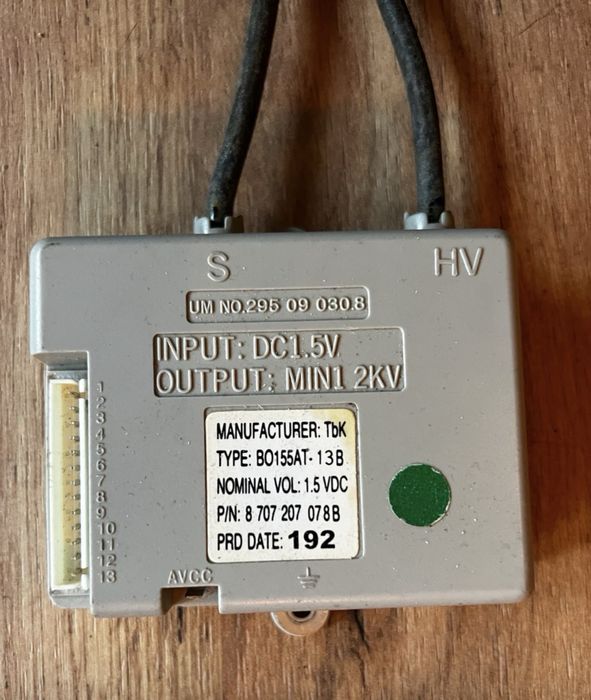 S
HV
UM NO.295 09 030.8
INPUT: DC1.5V
OUTPUT: MIN1 2KV
MANUFACTURER: TbK
TYPE: BO155AT-13B
NOMINAL VOL: 1.5 VDC
P/N: 8 707 207 078B
PRD DATE: 192
1
2
3
4
5
6
7
8
9
10
11
12
13
AVCC